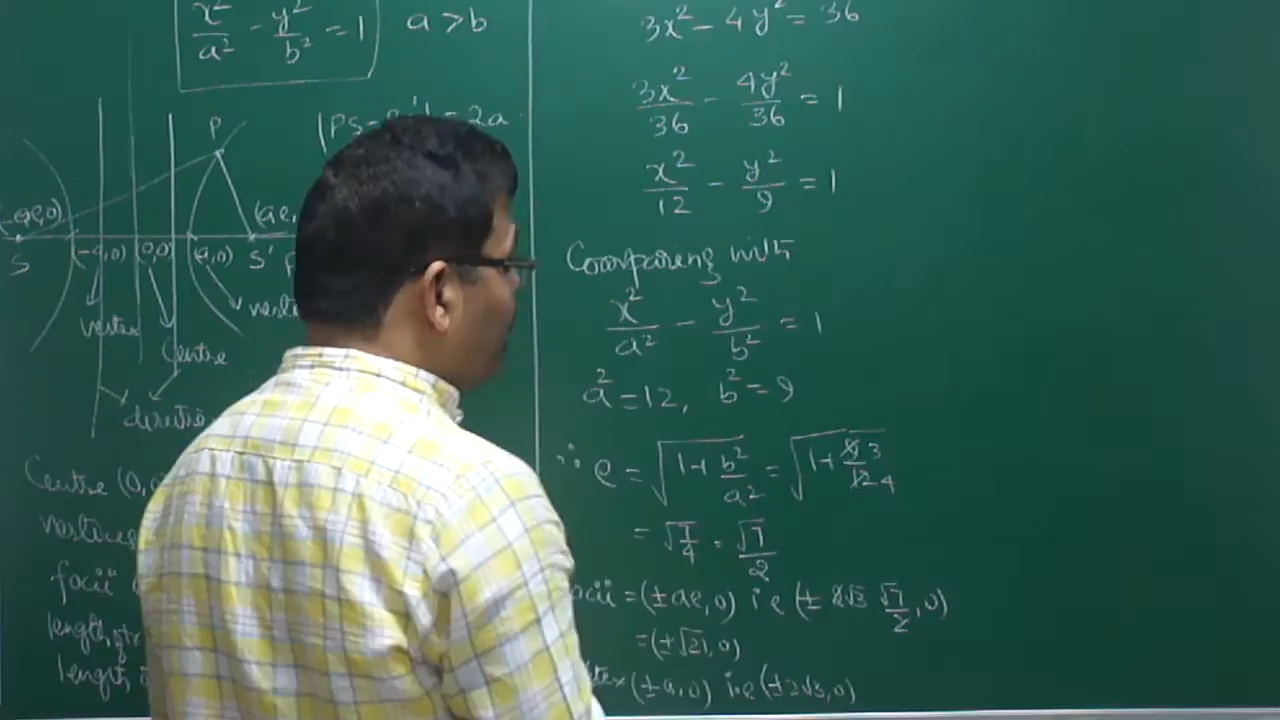 x²/a² - y²/b² = 1 a > b
|PS - S'| = 2a
P
(-ae,0) (ae,
S (-a,0) (0,0) (a,0) S' P
vertex
Centre
directrix
Centre (0,
vertices
focii
length
length
3x² - 4y² = 36
3x²/36 - 4y²/36 = 1
x²/12 - y²/9 = 1
Comparing with
x²/a² - y²/b² = 1
a² = 12, b² = 9
∴ e = √(1+b²/a²) = √(1+9 3/12 4)
= √7/4 = √7/2
focii = (±ae,0) i e (± 2√3 √7/2,0)
= (±√21,0)
tex (±a,0) i.e (±2√3,0)